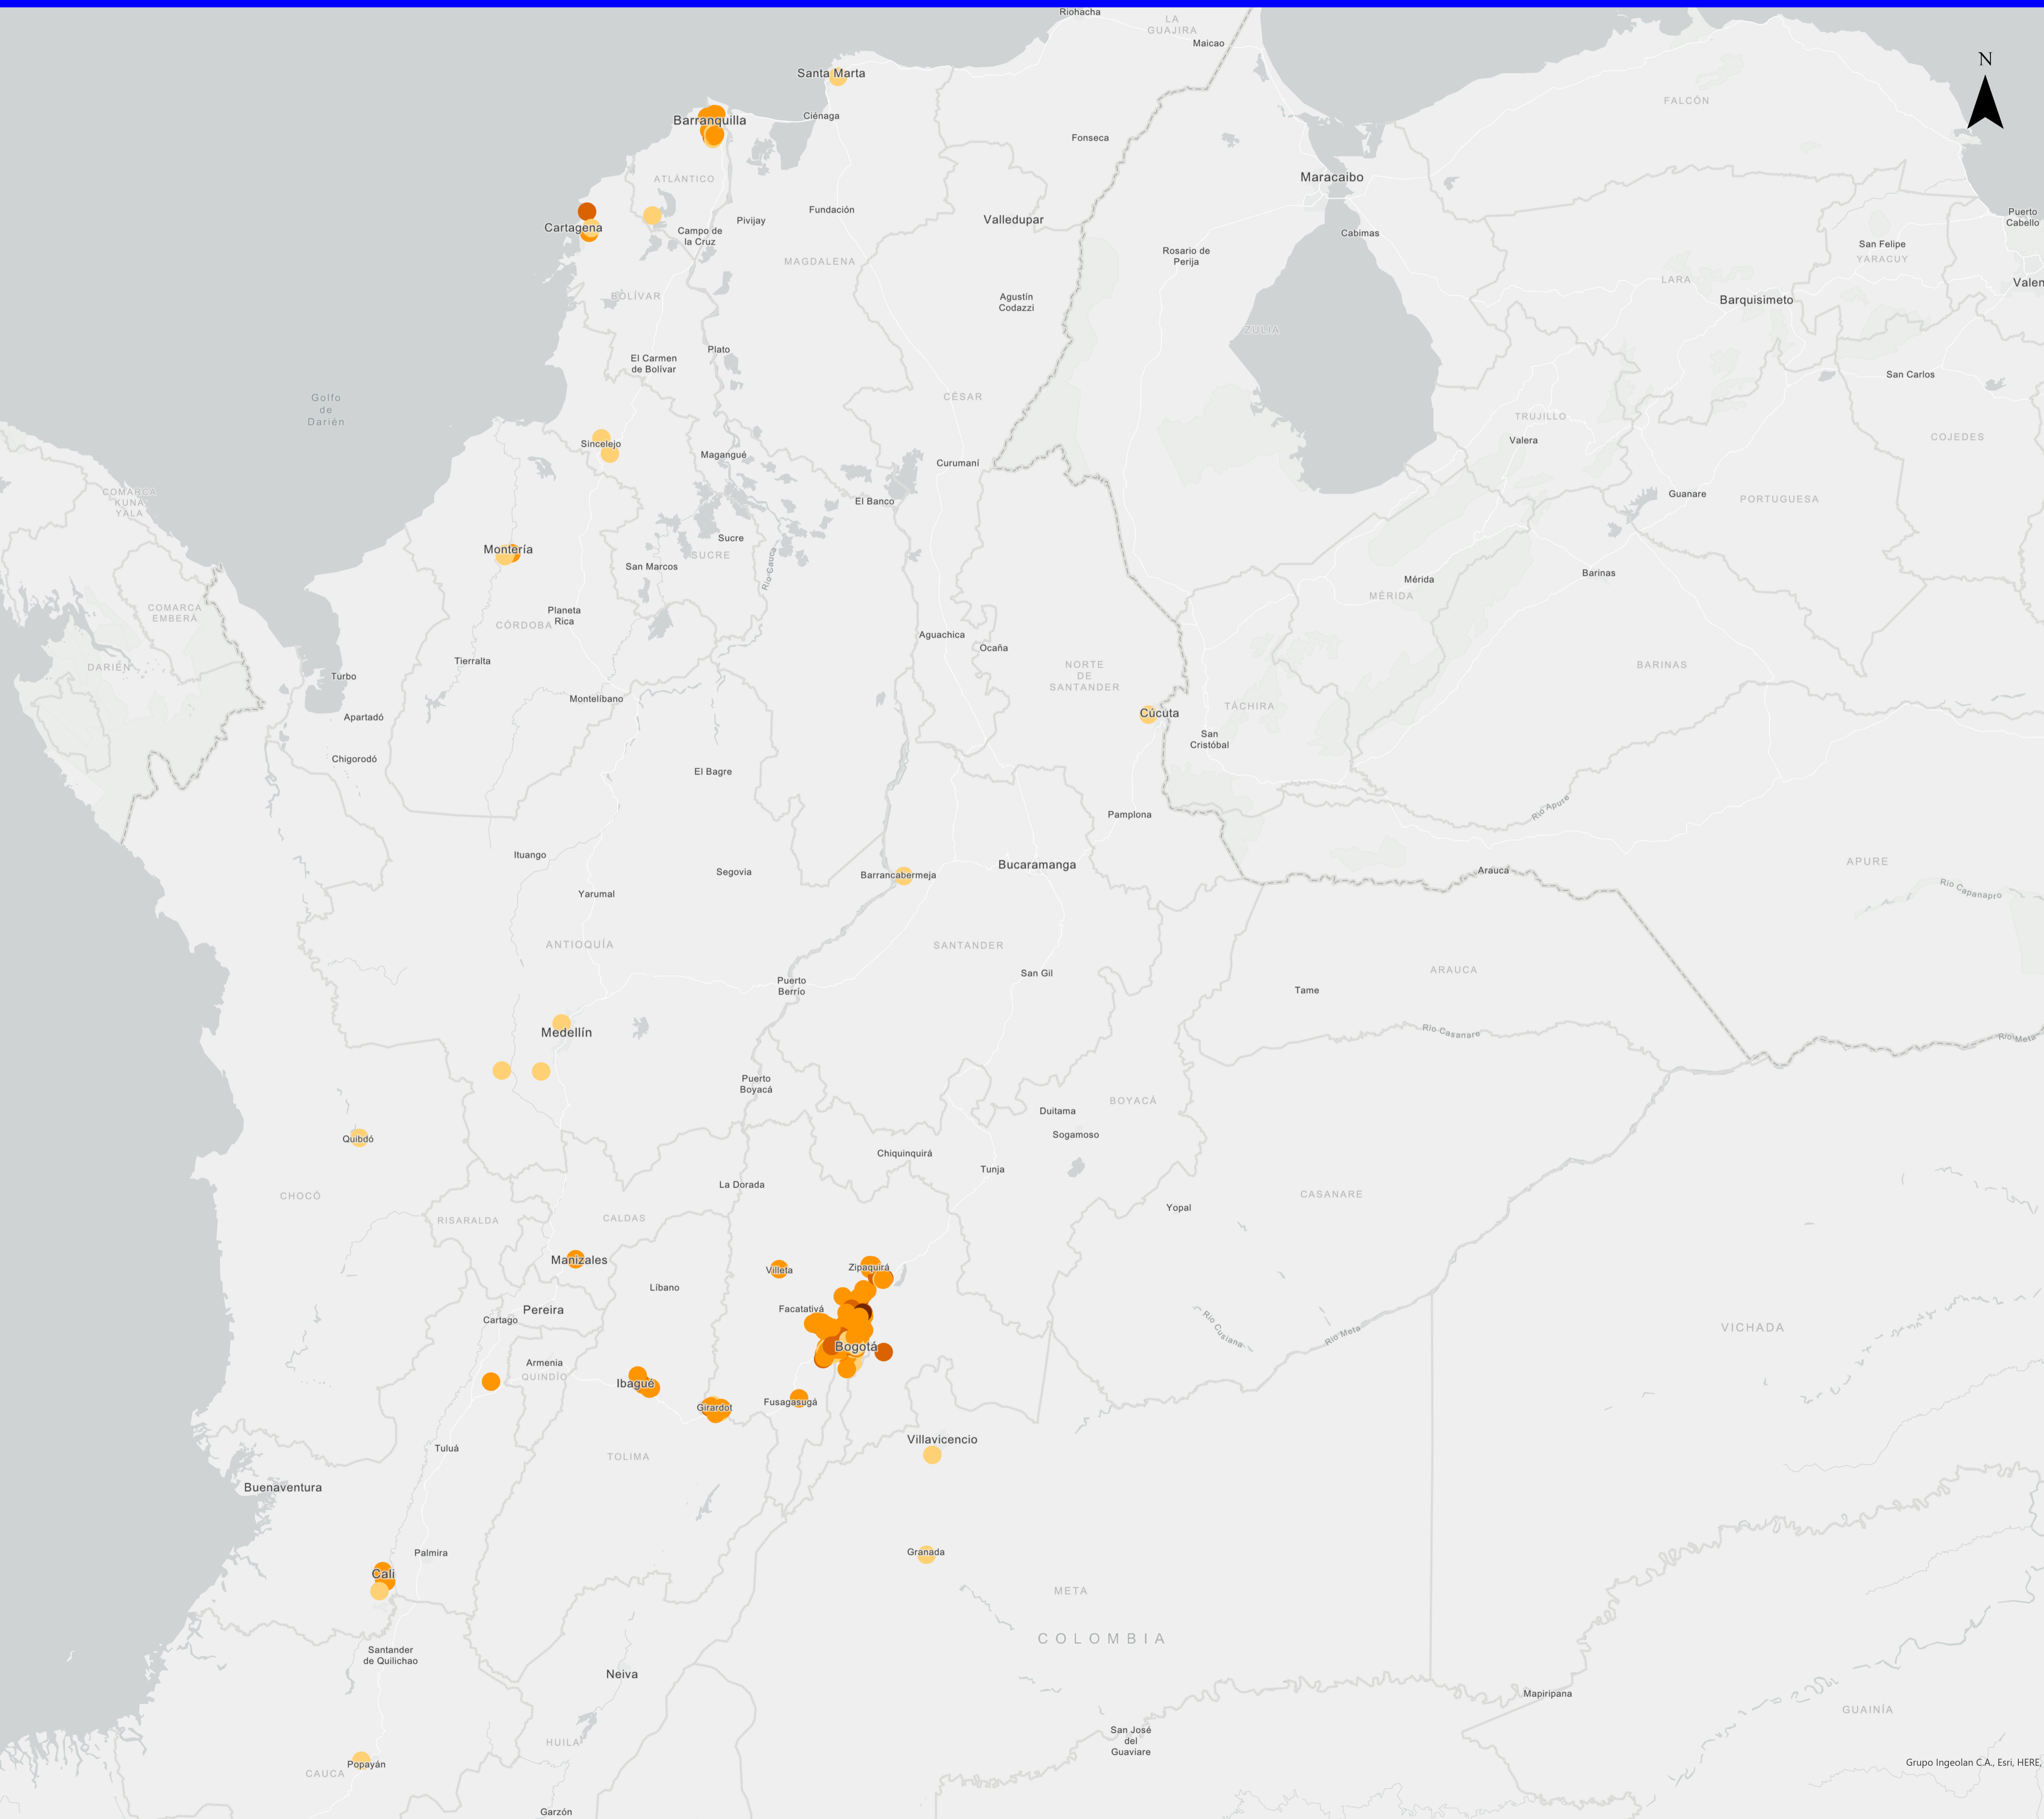 Riohacha
LA
GUAJIRA
Maicao
N
Santa Marta
FALCÓN
Ciénaga
Barranquilla
Fonseca
ATLÁNTICO
Maracaibo
Fundación
Pivijay
Valledupar
Puerto
Cabello
Cartagena
Campo de
la Cruz
Cabimas
San Felipe
YARACUY
Rosario de
Perija
MAGDALENA
LARA
Valen
BOLÍVAR
Agustín
Codazzi
Barquisimeto
ZULIA
Plato
El Carmen
de Bolívar
San Carlos
Golfo
de
Darién
CÉSAR
TRUJILLO
Valera
COJEDES
Sincelejo
Magangué
Curumaní
COMARCA
KUNA
YALA
El Banco
Guanare
PORTUGUESA
Sucre
Montería
SUCRE
San Marcos
Río Cauca
Barinas
Mérida
MÉRIDA
COMARCA
EMBERÁ
Planeta
Rica
CÓRDOBA
Aguachica
Ocaña
Tierralta
DARIÉN
NORTE
DE
SANTANDER
BARINAS
Turbo
Montelíbano
TÁCHIRA
Apartadó
Cúcuta
San
Cristóbal
Chigorodó
El Bagre
Río Apure
Pamplona
Ituango
Bucaramanga
APURE
Segovia
Barrancabermeja
Arauca
Yarumal
Río Capanapro
ANTIOQUÍA
SANTANDER
San Gil
ARAUCA
Puerto
Berrío
Tame
Medellín
Río Casanare
Río Meta
Puerto
Boyacá
BOYACÁ
Duitama
Quibdó
Sogamoso
Chiquinquirá
Tunja
La Dorada
CHOCÓ
CASANARE
Yopal
RISARALDA
CALDAS
Manizales
Villeta
Zipaquirá
Líbano
Pereira
Facatativá
Cartago
Río Cusiana
Río Meta
VICHADA
Bogotá
Armenia
QUINDÍO
Ibagué
Girardot
Fusagasugá
Villavicencio
Tuluá
TOLIMA
Buenaventura
Palmira
Granada
Cali
META
COLOMBIA
Santander
de Quilichao
Neiva
Mapiripana
GUAINÍA
San José
del
Guaviare
HUILA
Popayán
CAUCA
Grupo Ingeolan C.A., Esri, HERE,
Garzón